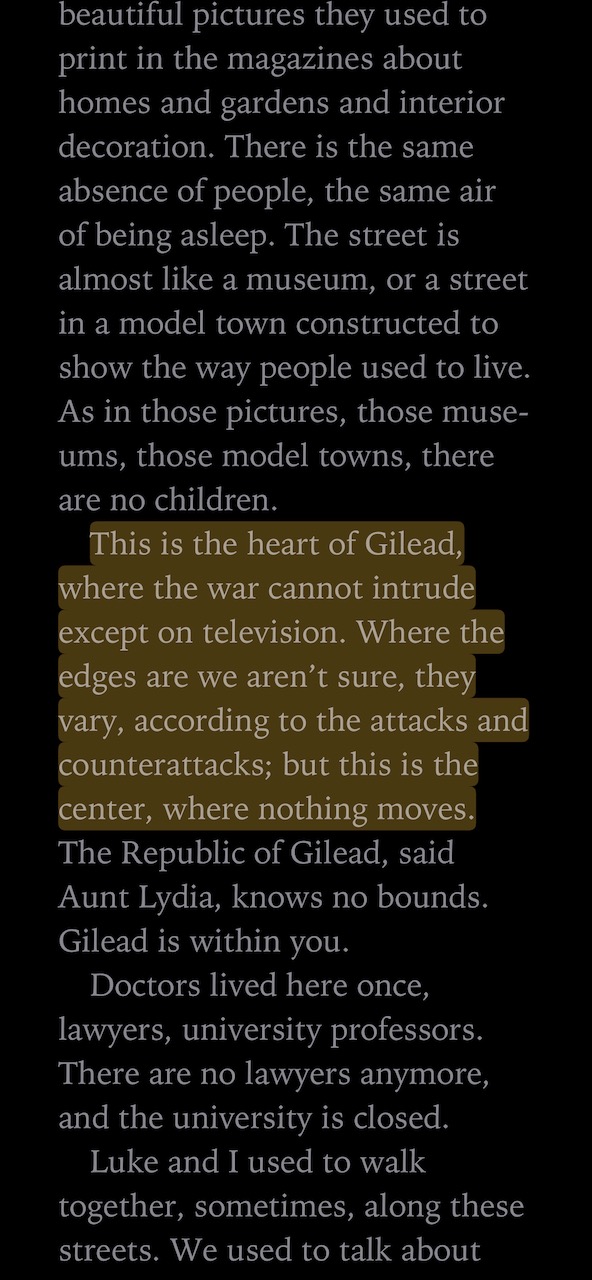 beautiful pictures they used to
print in the magazines about
homes and gardens and interior
decoration. There is the same
absence of people, the same air
of being asleep. The street is
almost like a museum, or a street
in a model town constructed to
show the way people used to live.
As in those pictures, those muse-
ums, those model towns, there
are no children.
This is the heart of Gilead,
where the war cannot intrude
except on television. Where the
edges are we aren’t sure, they
vary, according to the attacks and
counterattacks; but this is the
center, where nothing moves.
The Republic of Gilead, said
Aunt Lydia, knows no bounds.
Gilead is within you.
Doctors lived here once,
lawyers, university professors.
There are no lawyers anymore,
and the university is closed.
Luke and I used to walk
together, sometimes, along these
streets. We used to talk about